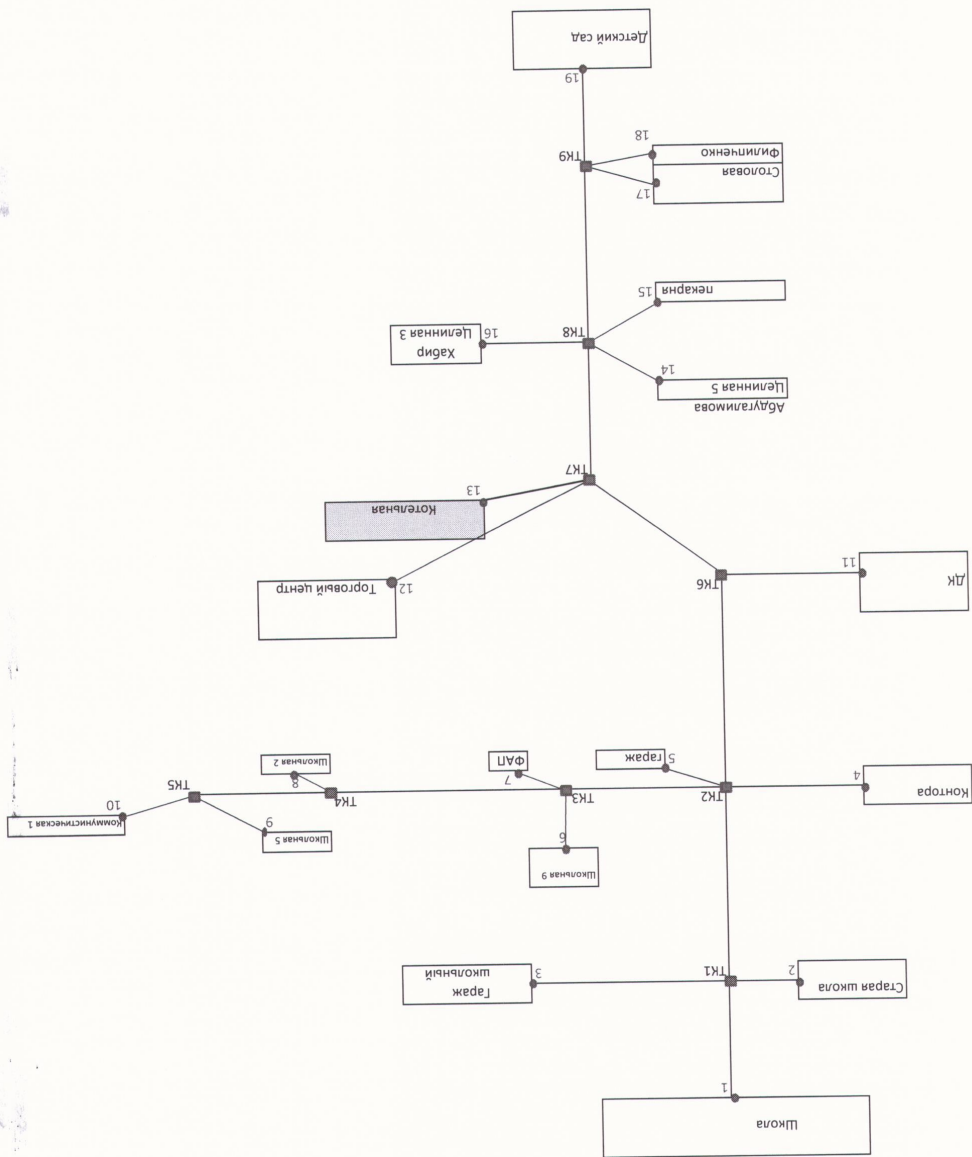 Школа
1
Старая школа
2
ТК1
3
Гараж
школьный
Школьная 9
6
Школьная 5
9
Коммунистическая 1
10
Контора
4
ТК2
5
гараж
ТК3
7
ФАП
ТК4
8
Школьная 2
ТК5
ДК
11
ТК6
Торговый центр
12
Котельная
13
ТК7
Абдугалимова
Целинная 5
14
ТК8
16
Хабир
Целинная 3
15
пекарня
Столовая
17
Филипченко
18
ТК9
19
Детский сад